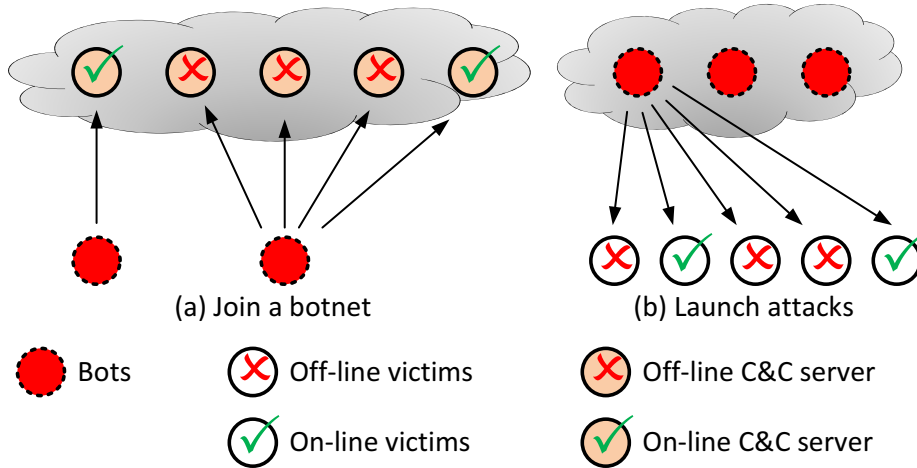 (a) Join a botnet
(b) Launch attacks
Bots
Off-line victims
Off-line C&C server
On-line victims
On-line C&C server